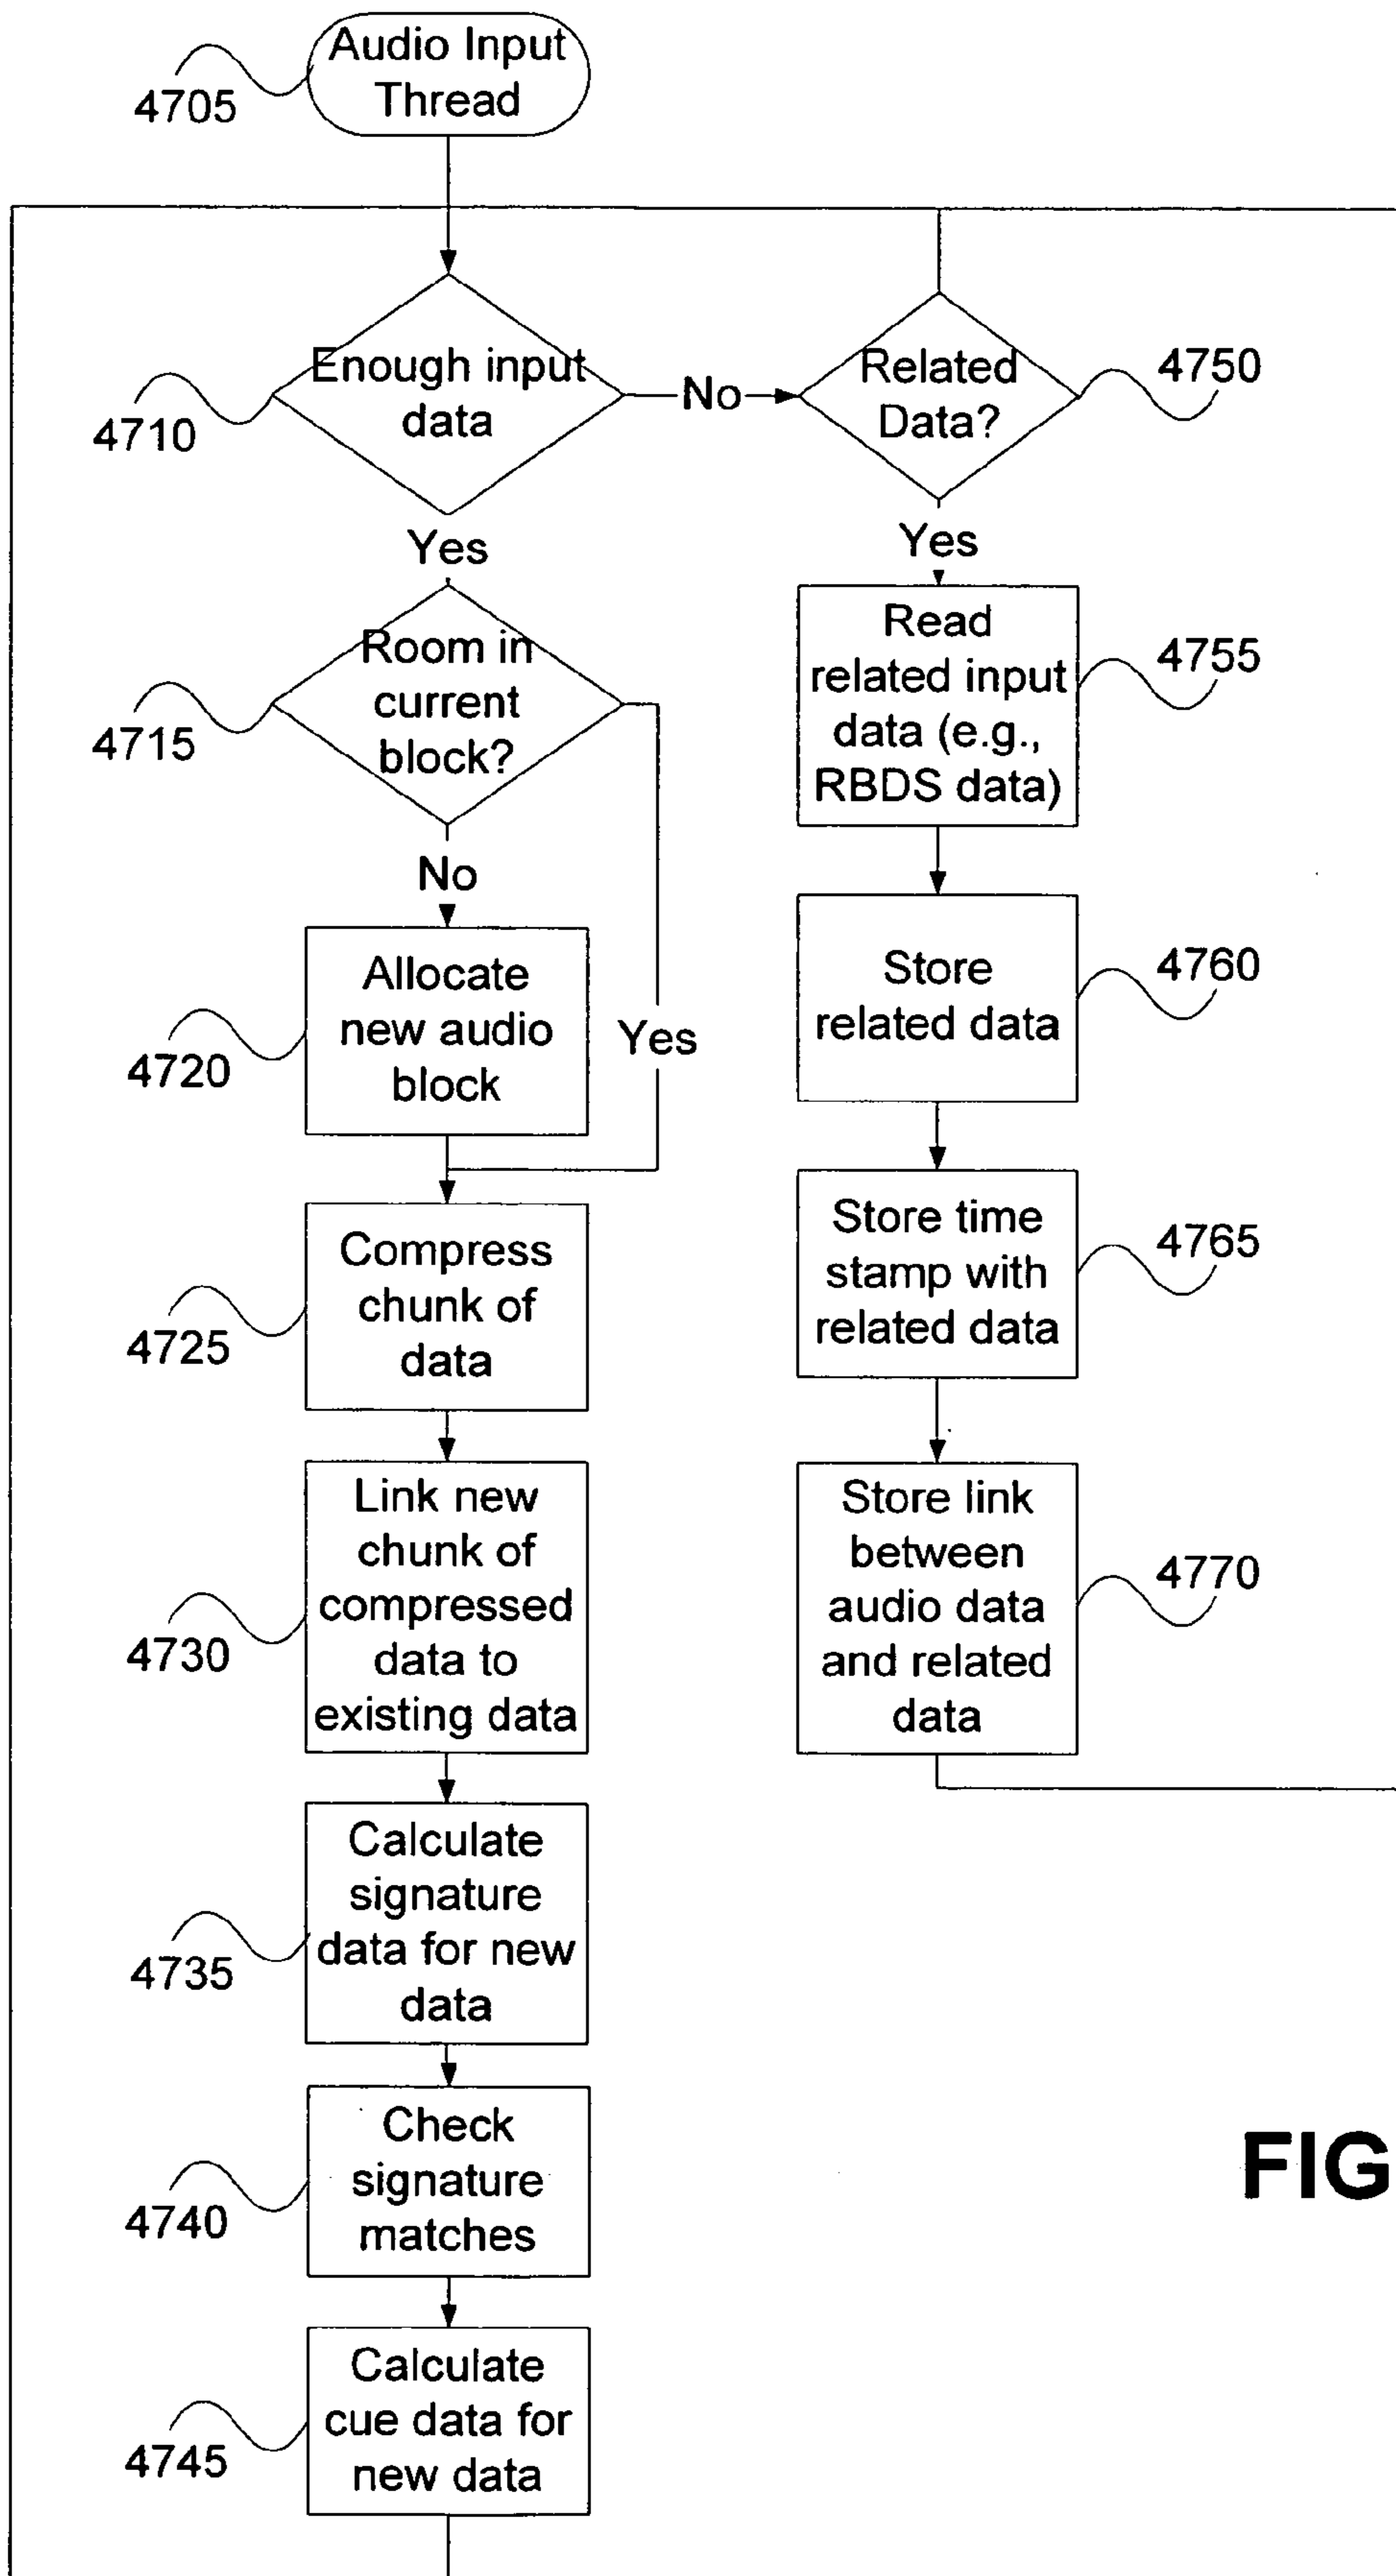 Audio Input
Thread
4705
Enough input
data
4710
No
Related
Data?
4750
Yes
Yes
Room in
current
block?
4715
Read
related input
data (e.g.,
RBDS data)
4755
No
Yes
Allocate
new audio
block
4720
Store
related data
4760
Compress
chunk of
data
4725
Store time
stamp with
related data
4765
Link new
chunk of
compressed
data to
existing data
4730
Store link
between
audio data
and related
data
4770
Calculate
signature
data for new
data
4735
Check
signature
matches
4740
FIG
Calculate
cue data for
new data
4745